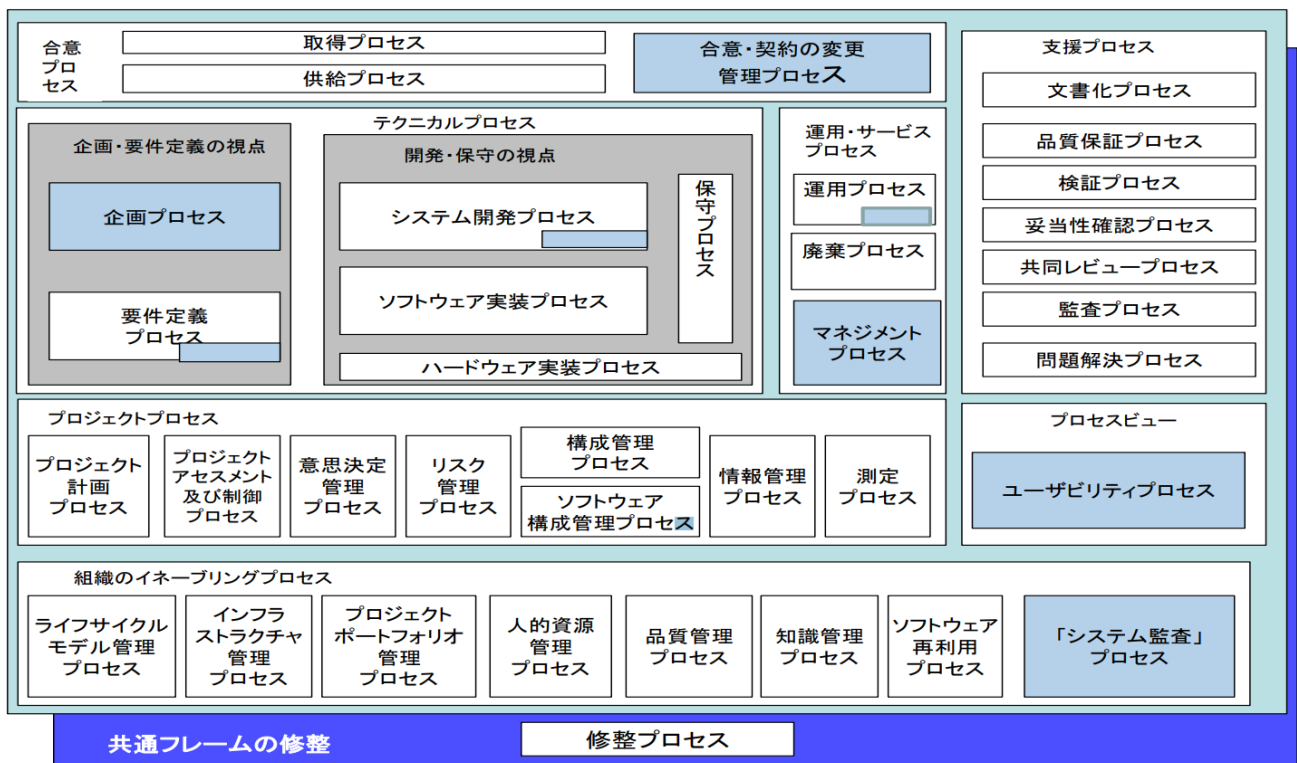 合意
プロ
セス
取得プロセス
供給プロセス
合意・契約の変更
管理プロセス
テクニカルプロセス
企画・要件定義の視点
企画プロセス
要件定義
プロセス
開発・保守の視点
システム開発プロセス
ソフトウェア実装プロセス
保守プロセス
ハードウェア実装プロセス
運用・サービス
プロセス
運用プロセス
廃棄プロセス
マネジメント
プロセス
支援プロセス
文書化プロセス
品質保証プロセス
検証プロセス
妥当性確認プロセス
共同レビュープロセス
監査プロセス
問題解決プロセス
プロジェクトプロセス
プロジェクト
計画
プロセス
プロジェクト
アセスメント
及び制御
プロセス
意思決定
管理
プロセス
リスク
管理
プロセス
構成管理
プロセス
ソフトウェア
構成管理プロセス
情報管理
プロセス
測定
プロセス
プロセスビュー
ユーザビリティプロセス
組織のイネーブリングプロセス
ライフサイクル
モデル管理
プロセス
インフラ
ストラクチャ
管理
プロセス
プロジェクト
ポートフォリオ
管理
プロセス
人的資源
管理
プロセス
品質管理
プロセス
知識管理
プロセス
ソフトウェア
再利用
プロセス
「システム監査」
プロセス
共通フレームの修整
修整プロセス